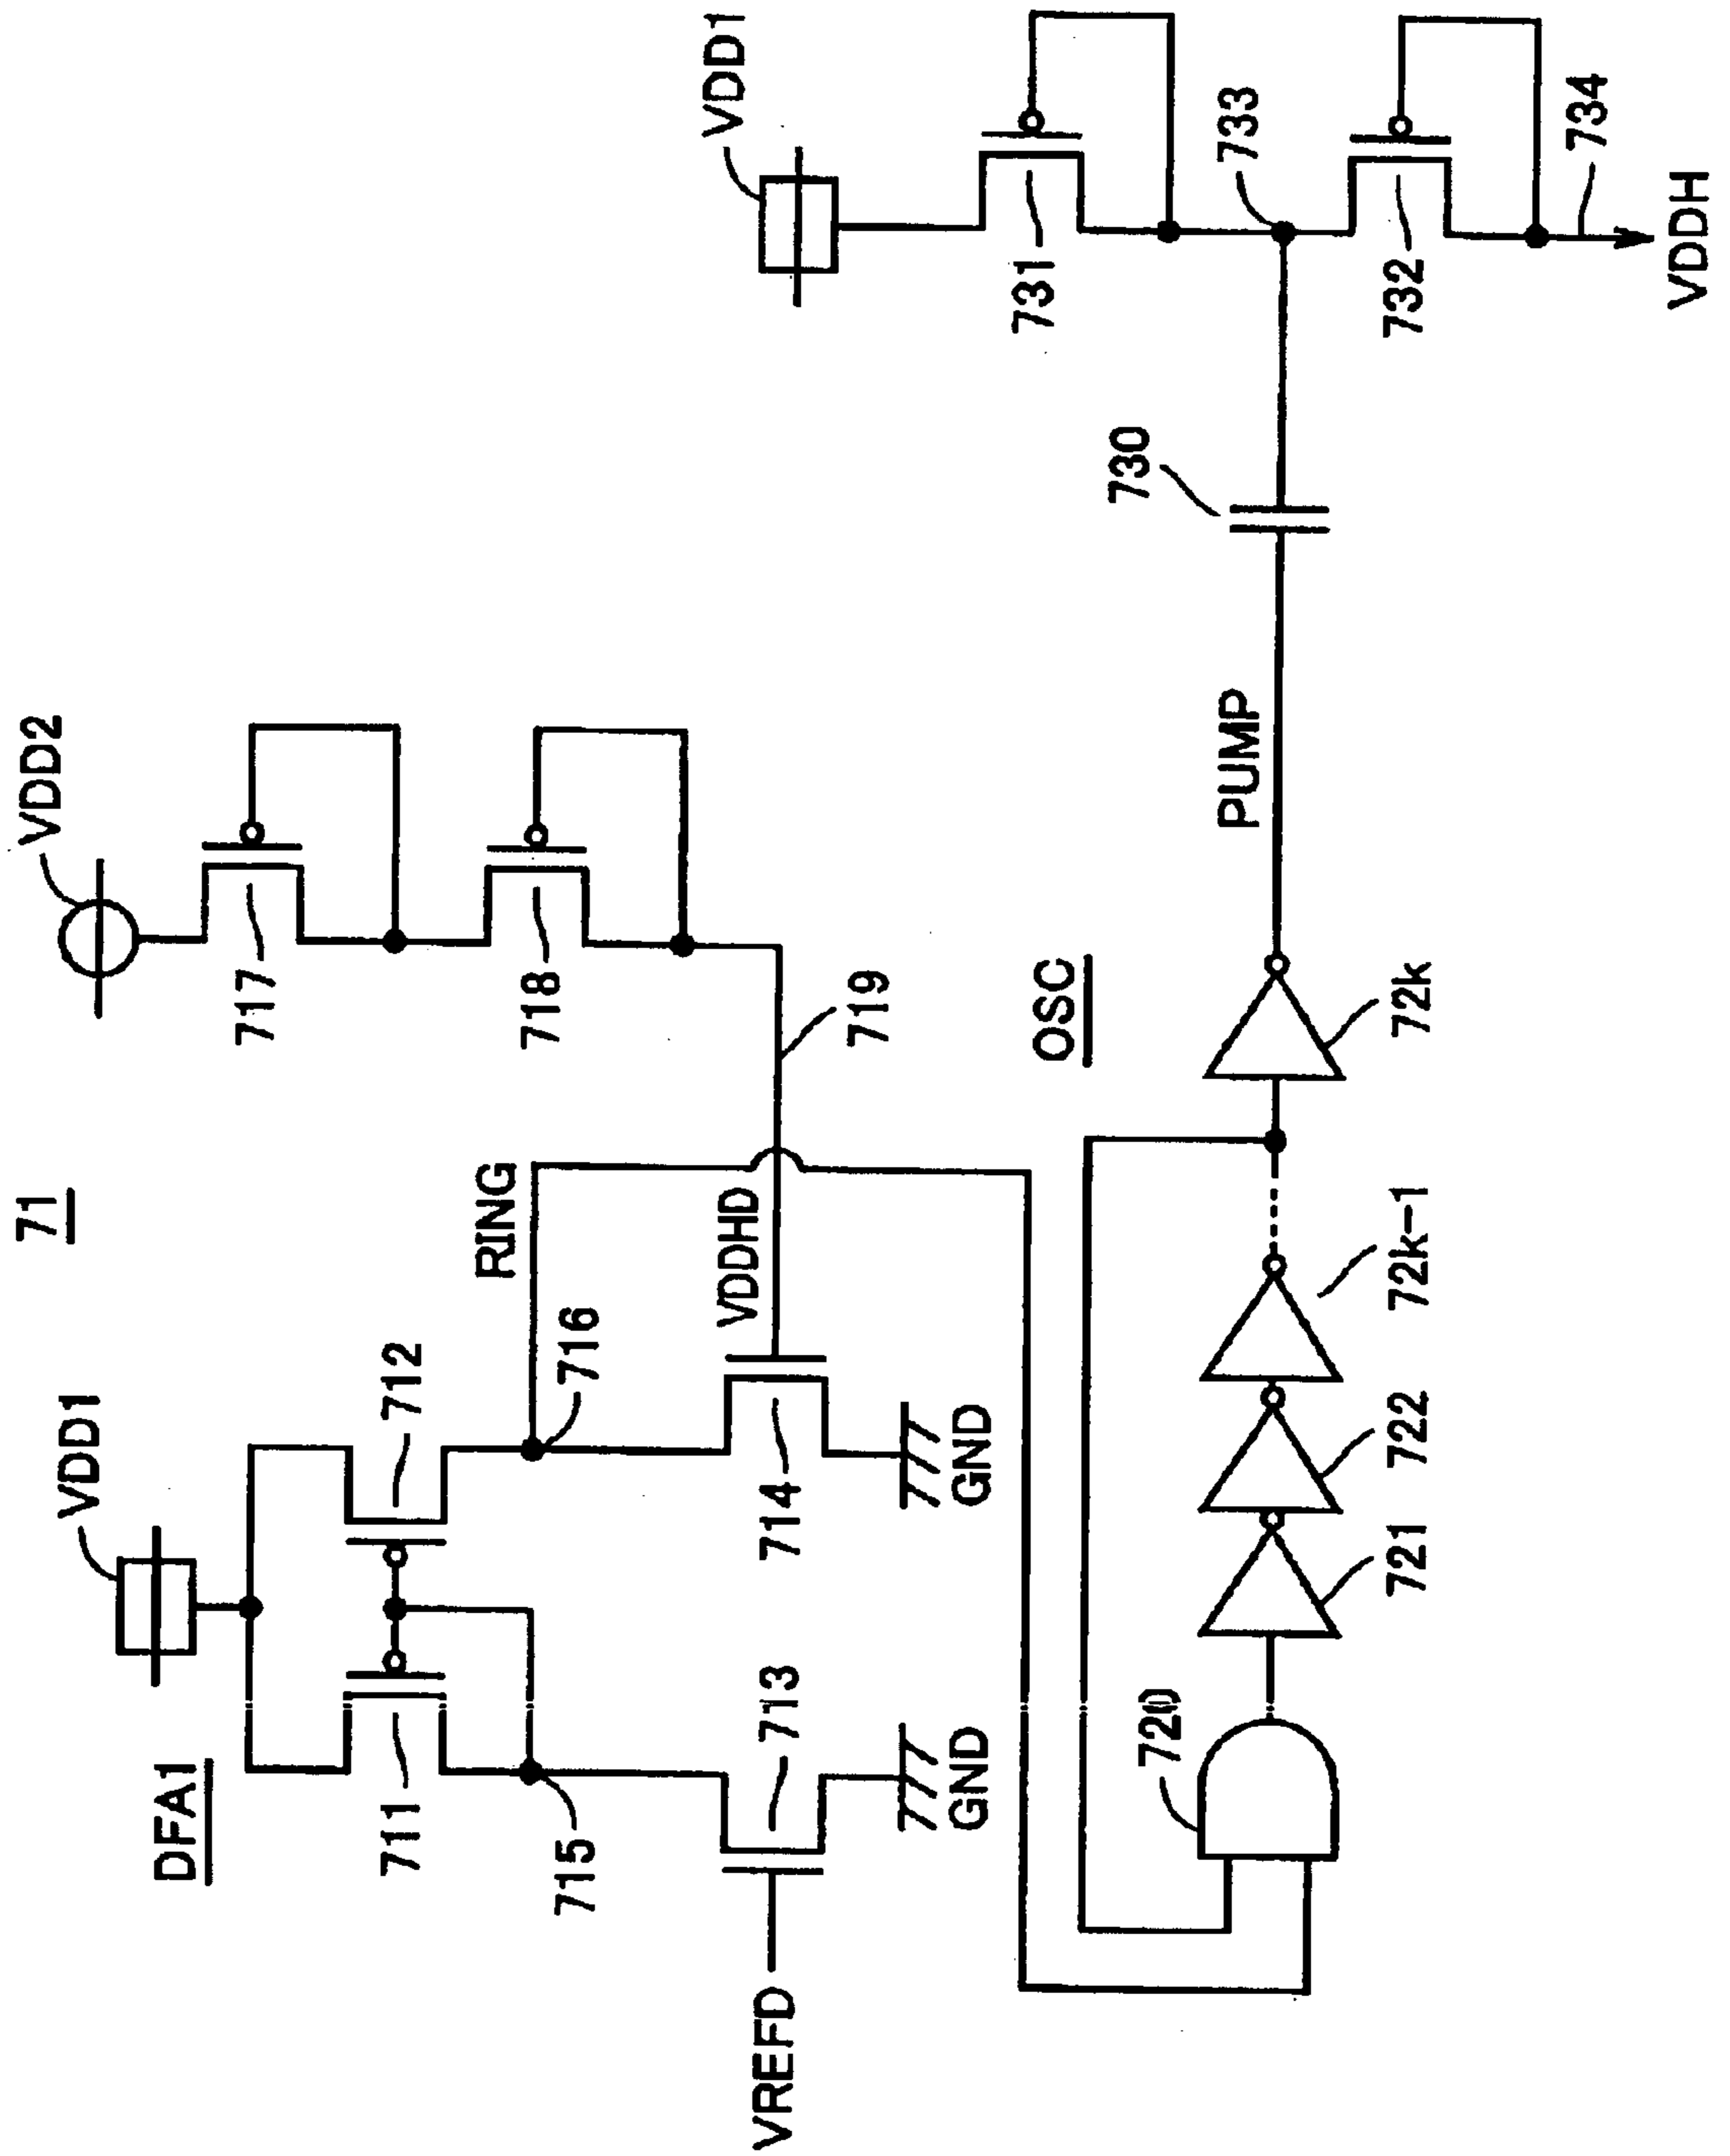 71
DFA1
VDD1
VDD2
VDD1
711
712
717
715
716
RING
718
731
713
714
VREFD
VDDHD
719
GND
GND
733
720
OSC
PUMP
730
732
721
722
72k-1
72k
734
VDDH